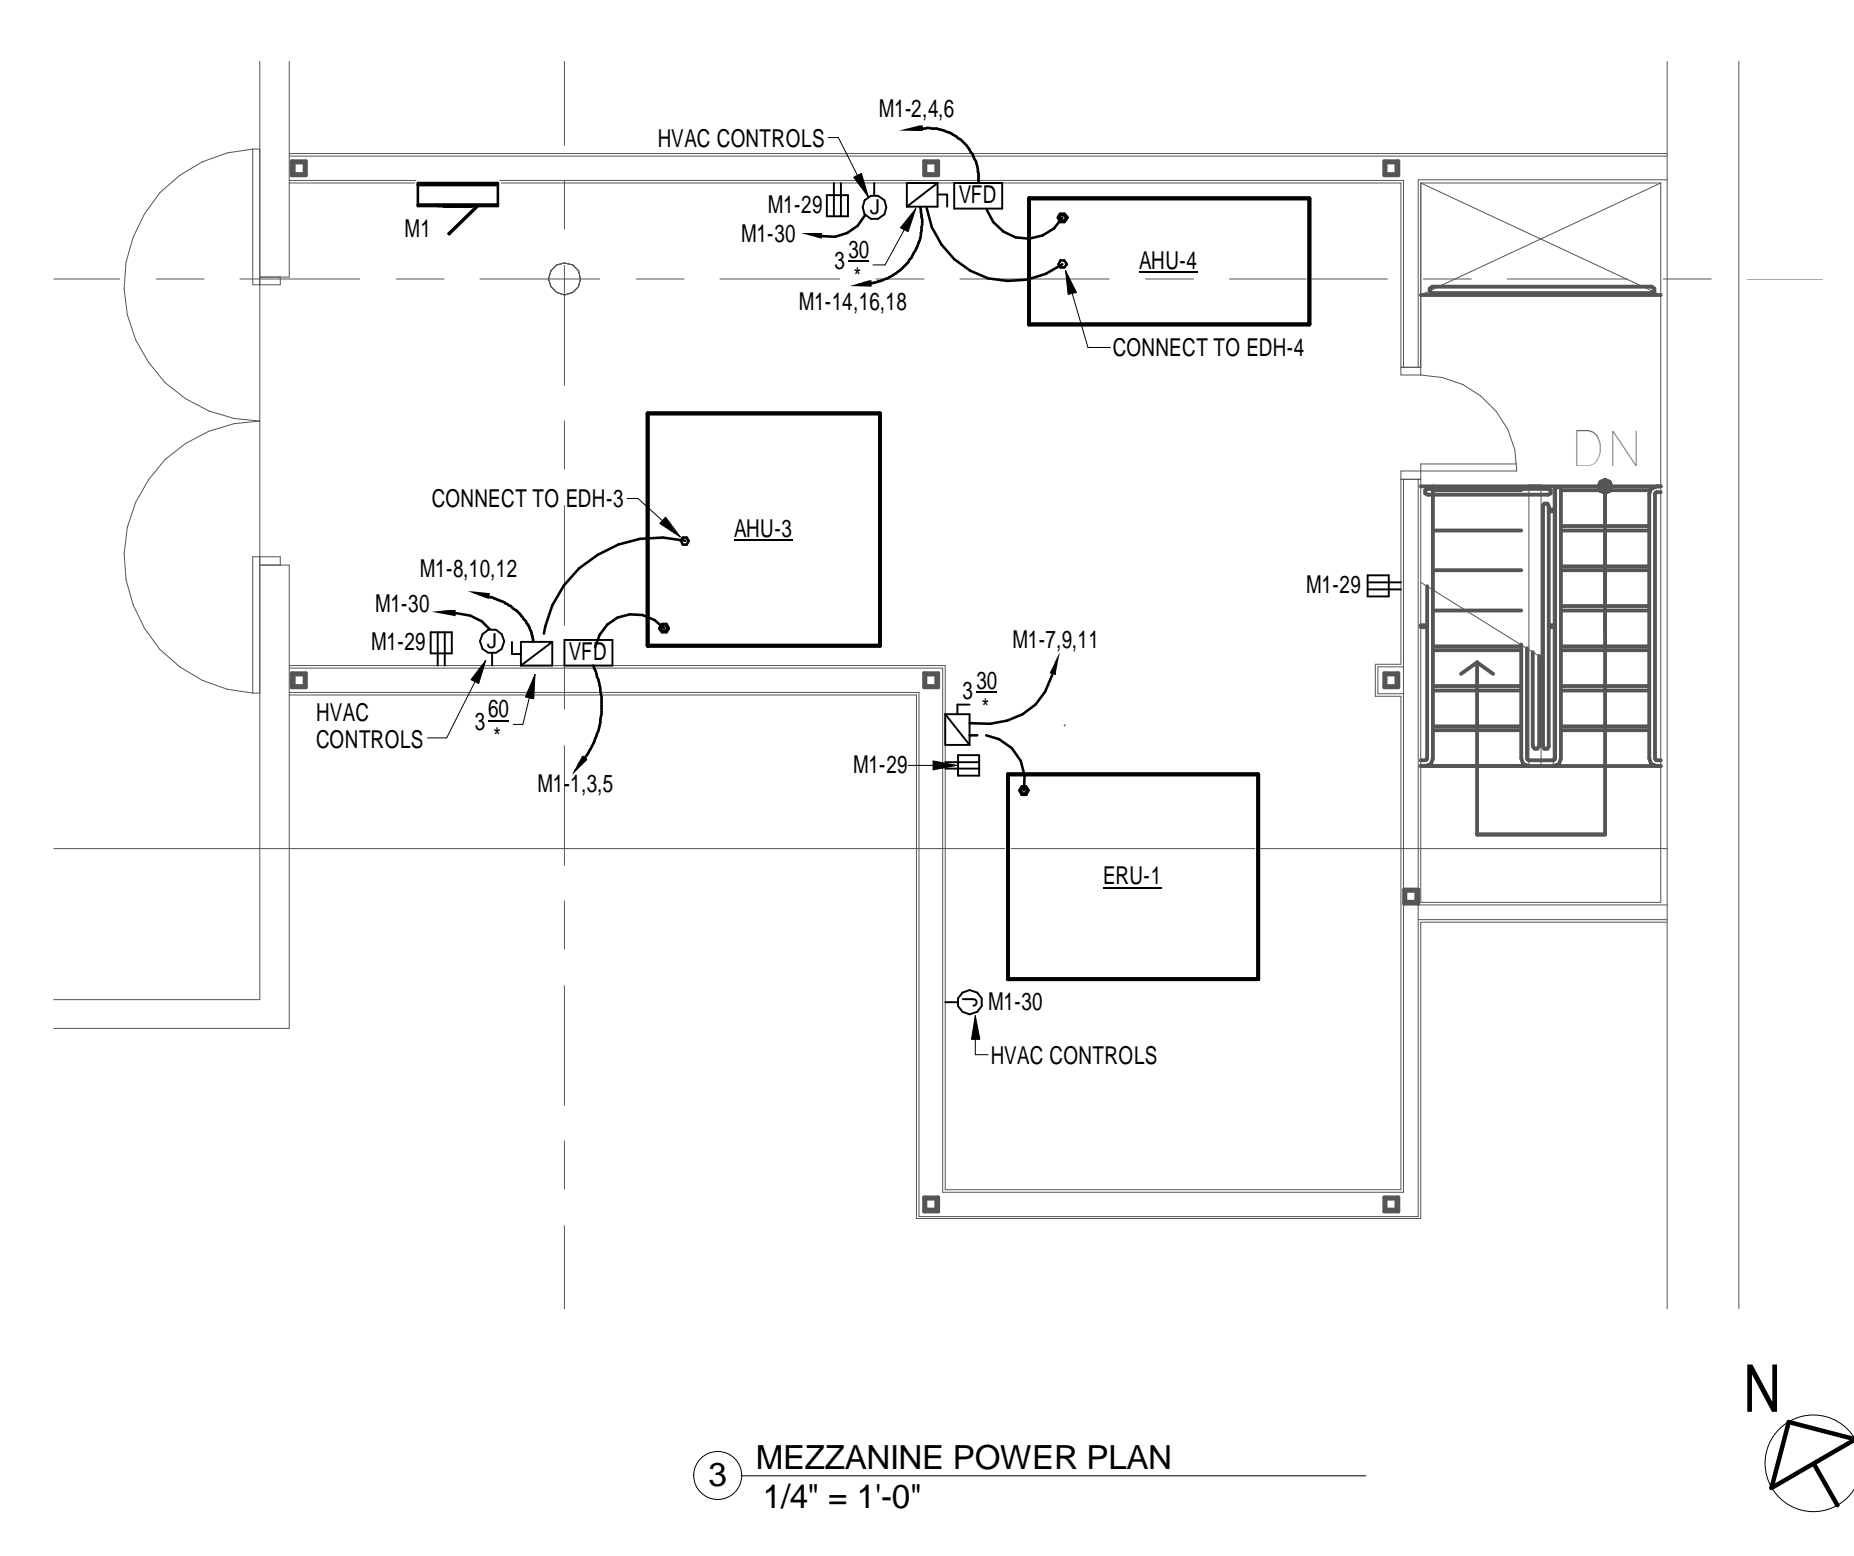 M1-2,4,6
HVAC CONTROLS
M1-29
J
VFD
M1
M1-30
3 30
*
AHU-4
M1-14,16,18
CONNECT TO EDH-4
DN
CONNECT TO EDH-3
AHU-3
M1-8,10,12
M1-29
M1-30
M1-29
J
VFD
M1-7,9,11
3 30
*
HVAC
CONTROLS
3 60
*
M1-29
M1-1,3,5
ERU-1
J
M1-30
HVAC CONTROLS
N
3
MEZZANINE POWER PLAN
1/4" = 1'-0"